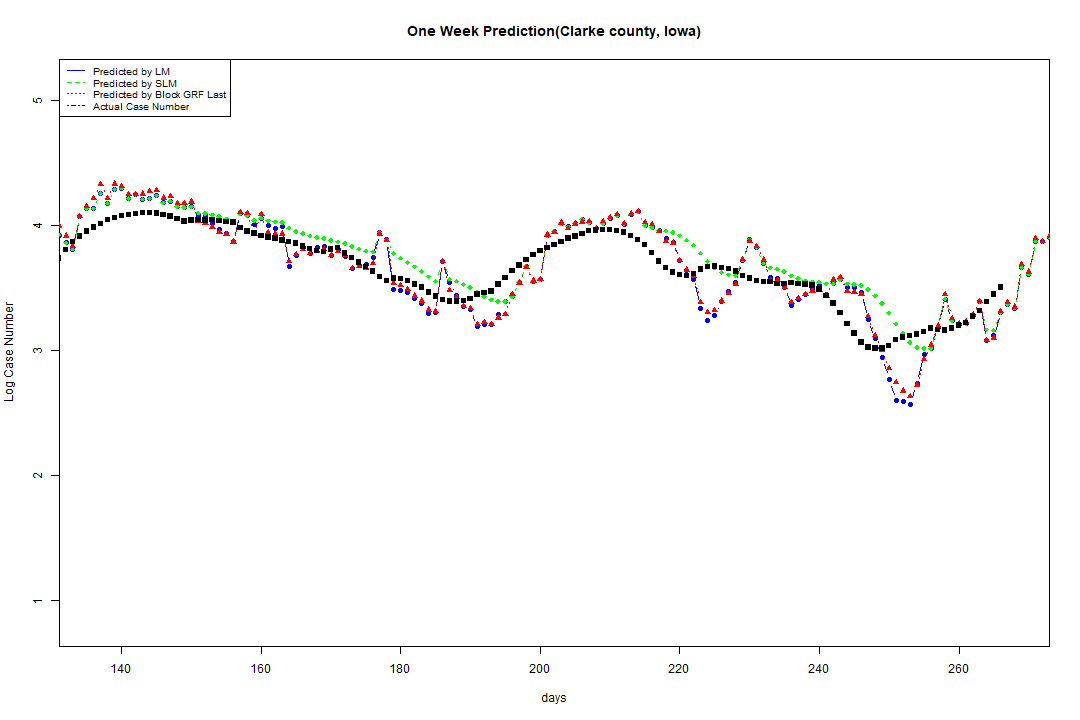 One Week Prediction(Clarke county, Iowa)
Predicted by LM
Predicted by SLM
Predicted by Block GRF Last
Actual Case Number
5
4
3
2
1
Log Case Number
140 160 180 200 220 240 260
days